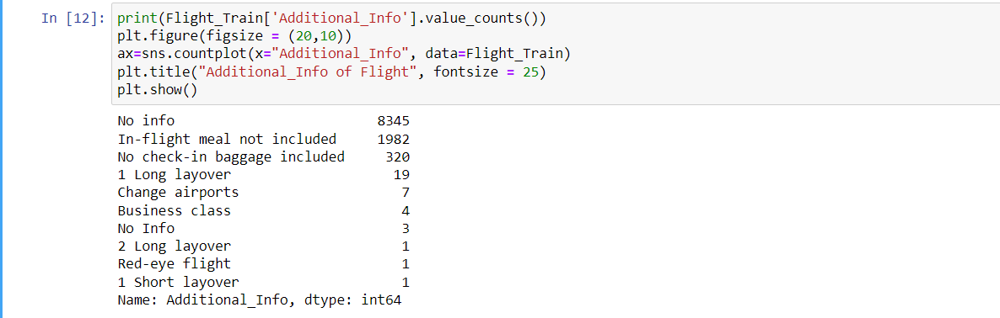 In [12]: print(Flight_Train['Additional_Info'].value_counts())
plt.figure(figsize = (20,10))
ax=sns.countplot(x="Additional_Info", data=Flight_Train)
plt.title("Additional_Info of Flight", fontsize = 25)
plt.show()
No info 8345
In-flight meal not included 1982
No check-in baggage included 320
1 Long layover 19
Change airports 7
Business class 4
No Info 3
2 Long layover 1
Red-eye flight 1
1 Short layover 1
Name: Additional_Info, dtype: int64